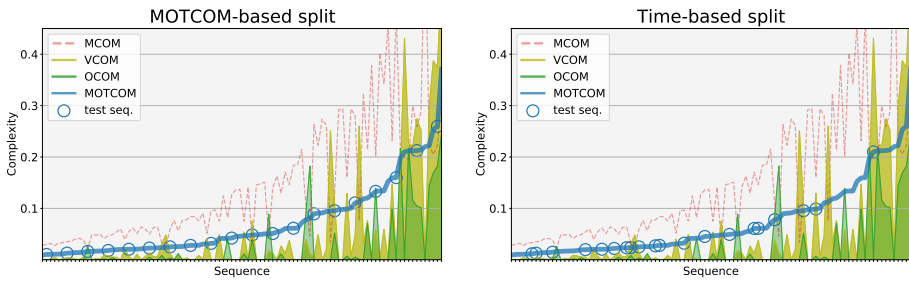 MOTCOM-based split
0.4
0.3
0.2
0.1
Complexity
MCOM
VCOM
OCOM
MOTCOM
test seq.
Sequence
Time-based split
0.4
0.3
0.2
0.1
Complexity
MCOM
VCOM
OCOM
MOTCOM
test seq.
Sequence